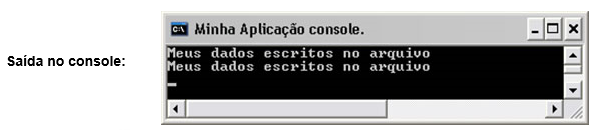 Saída no console:
Minha Aplicação console.
Meus dados escritos no arquivo
Meus dados escritos no arquivo